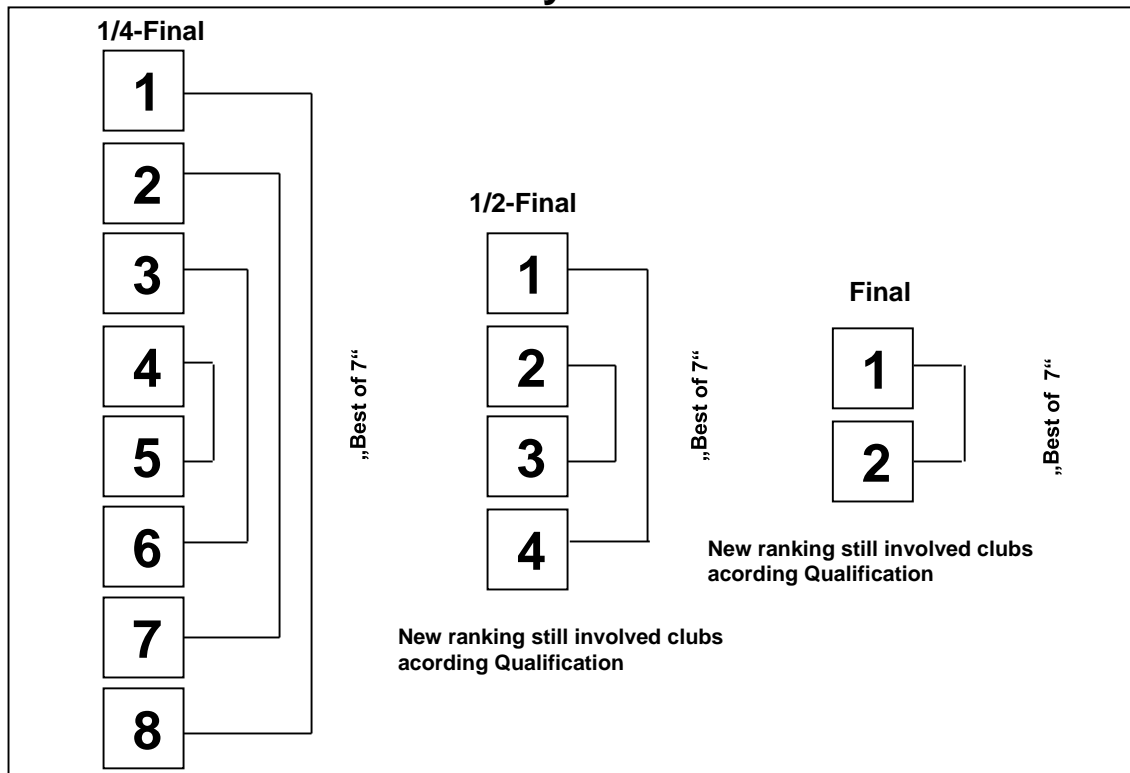 1/4-Final
1
2
3
4
5
6
7
8
„Best of 7“
1/2-Final
1
2
3
4
„Best of 7“
New ranking still involved clubs
acording Qualification
Final
1
2
„Best of 7“
New ranking still involved clubs
acording Qualification